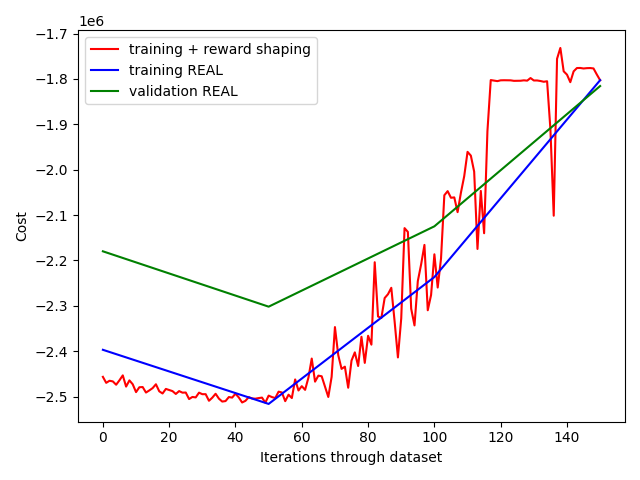 1e6
−1.7
−1.8
−1.9
−2.0
−2.1
−2.2
−2.3
−2.4
−2.5
Cost
training + reward shaping
training REAL
validation REAL
0 20 40 60 80 100 120 140
Iterations through dataset